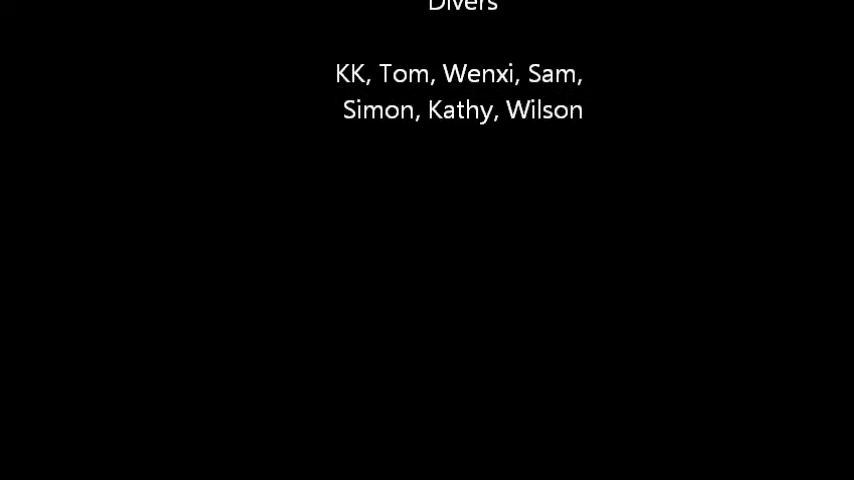 Divers
KK, Tom, Wenxi, Sam,
Simon, Kathy, Wilson